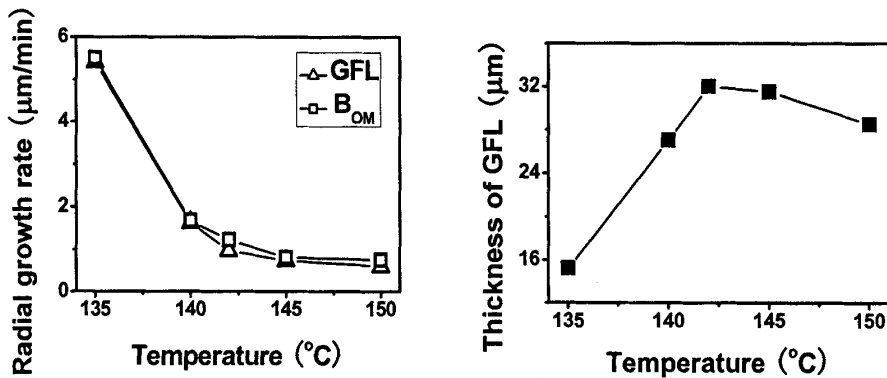 Radial growth rate (μm/min)
6
4
2
0
GFL
B_OM
135 140 145 150
Temperature (°C)
Thickness of GFL (μm)
32
24
16
135 140 145 150
Temperature (°C)